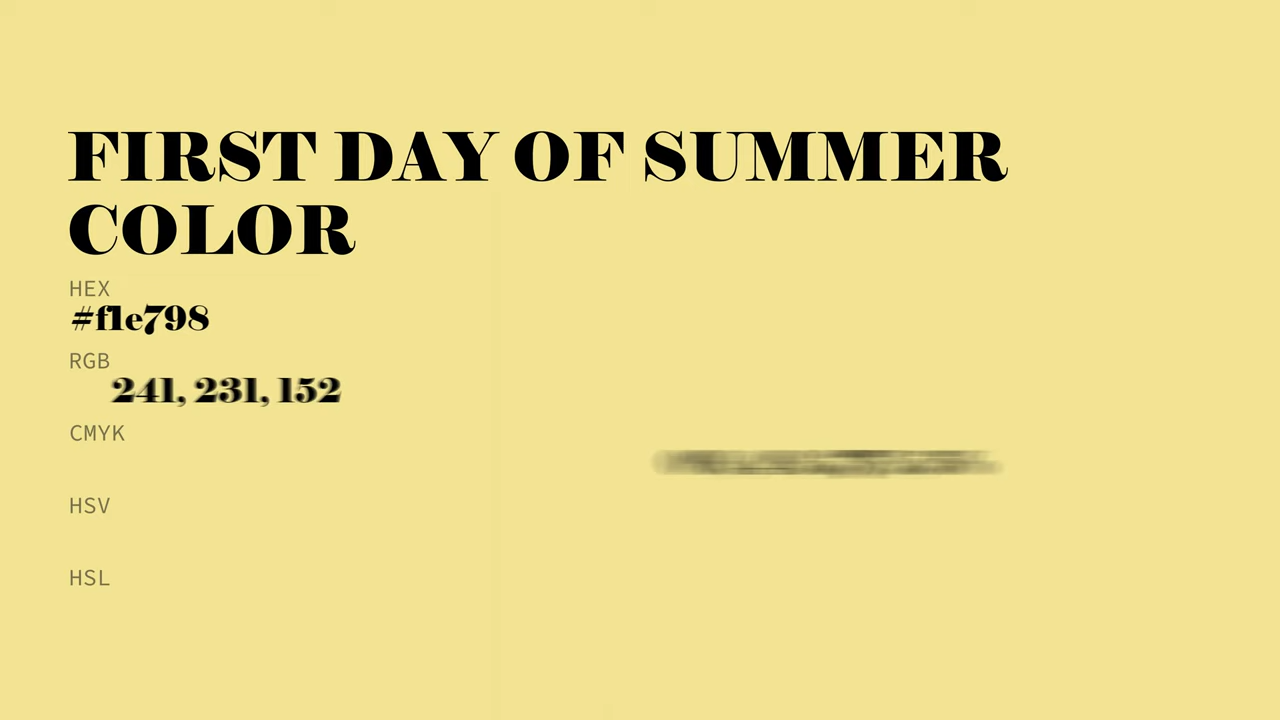 FIRST DAY OF SUMMER
COLOR
HEX
#f1e798
RGB
241, 231, 152
CMYK
HSV
HSL